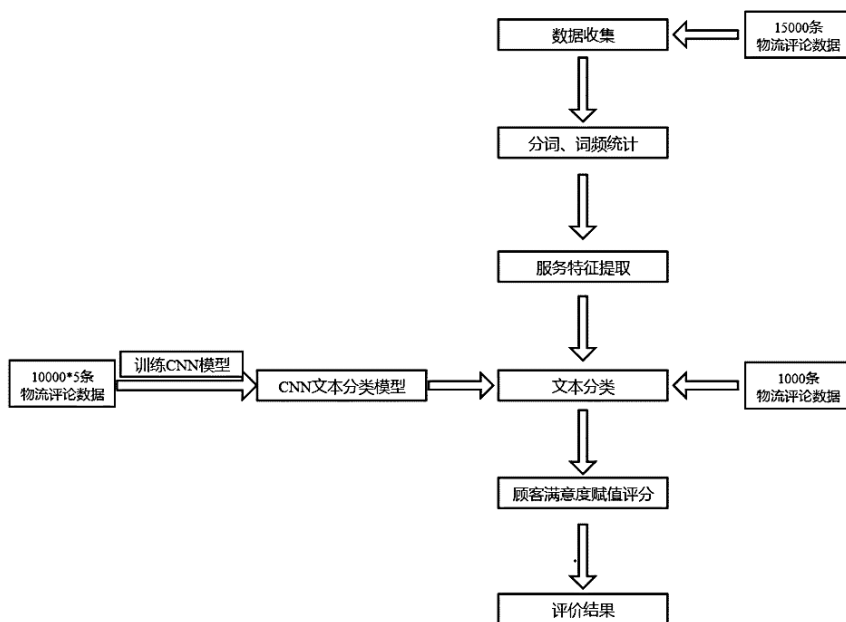 数据收集
15000条
物流评论数据
分词、词频统计
服务特征提取
训练CNN模型
10000*5条
物流评论数据
CNN文本分类模型
文本分类
1000条
物流评论数据
顾客满意度赋值评分
评价结果